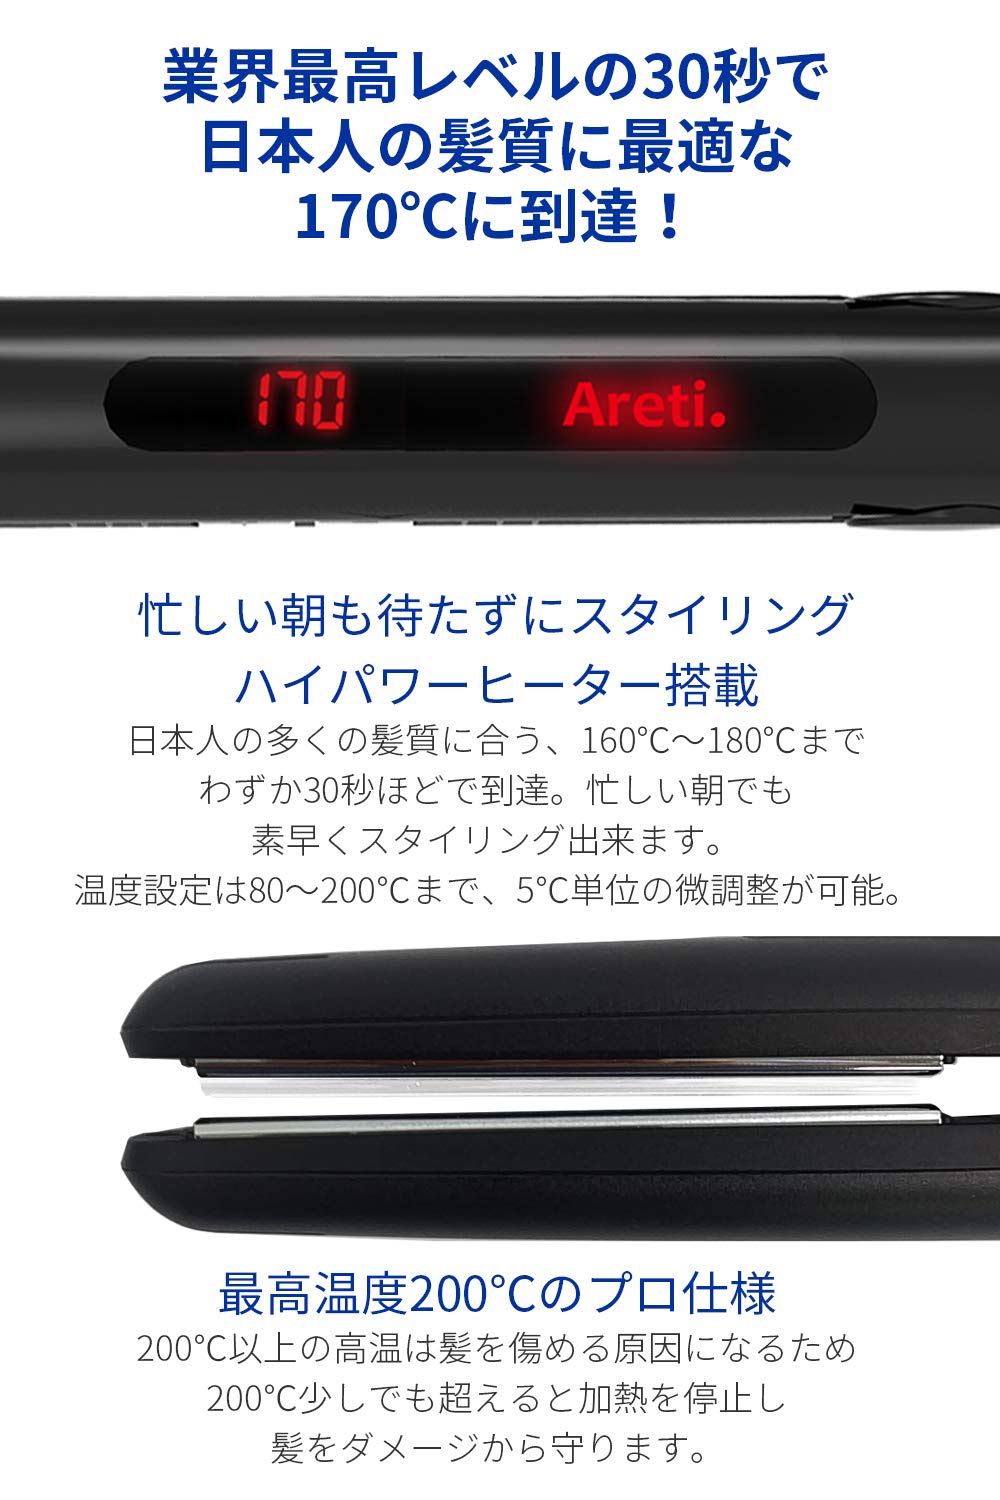 業界最高レベルの30秒で
日本人の髪質に最適な
170℃に到達！
170
Areti.
忙しい朝も待たずにスタイリング
ハイパワーヒーター搭載
日本人の多くの髪質に合う、160℃～180℃まで
わずか30秒ほどで到達。忙しい朝でも
素早くスタイリング出来ます。
温度設定は80～200℃まで、5℃単位の微調整が可能。
最高温度200℃のプロ仕様
200℃以上の高温は髪を傷める原因になるため
200℃少しでも超えると加熱を停止し
髪をダメージから守ります。